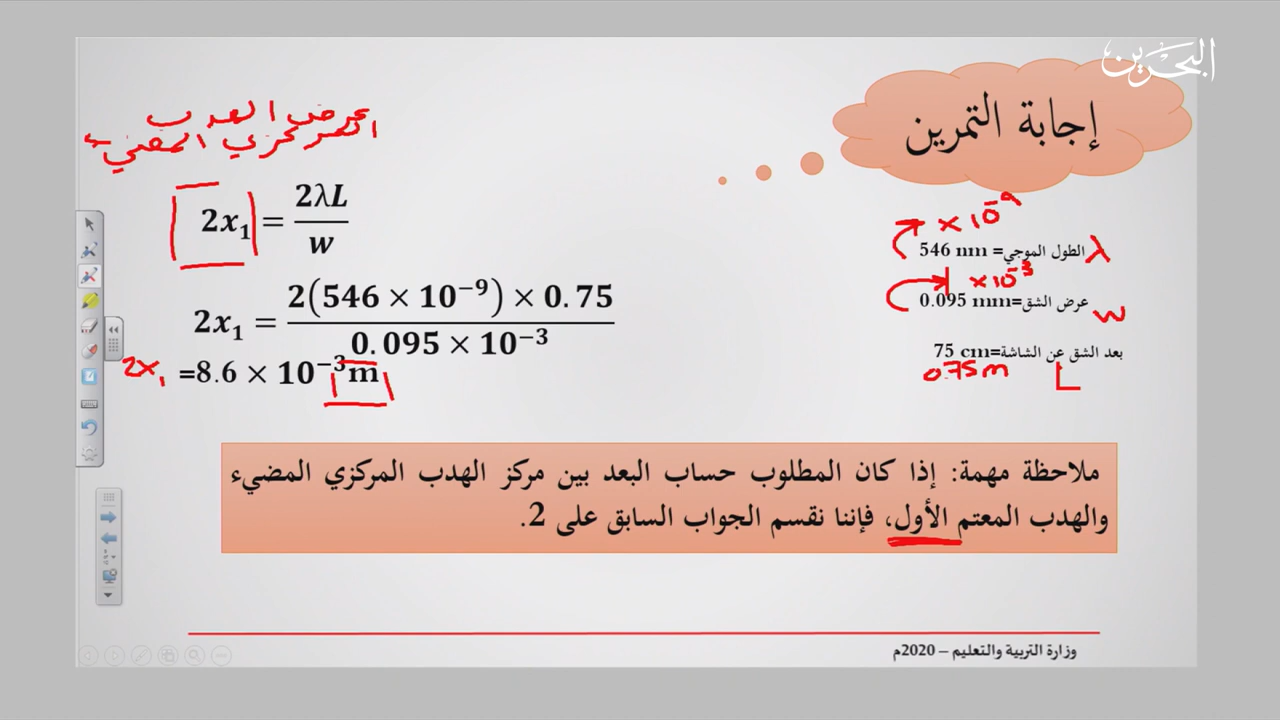 البحرين
إجابة التمرين
عرض الهدب
المركزي المضيء
2x₁ = 2λL / w
2x₁ = 2(546 × 10⁻⁹) × 0.75 / 0.095 × 10⁻³
2x₁ =8.6 × 10⁻³m
× 10⁻⁹
الطول الموجي= 546 nm λ
× 10⁻³
عرض الشق=0.095 mm w
بعد الشق عن الشاشة=75 cm
0.75m L
ملاحظة مهمة: إذا كان المطلوب حساب البعد بين مركز الهدب المركزي المضيء
والهدب المعتم الأول، فإننا نقسم الجواب السابق على 2.
وزارة التربية والتعليم – 2020م